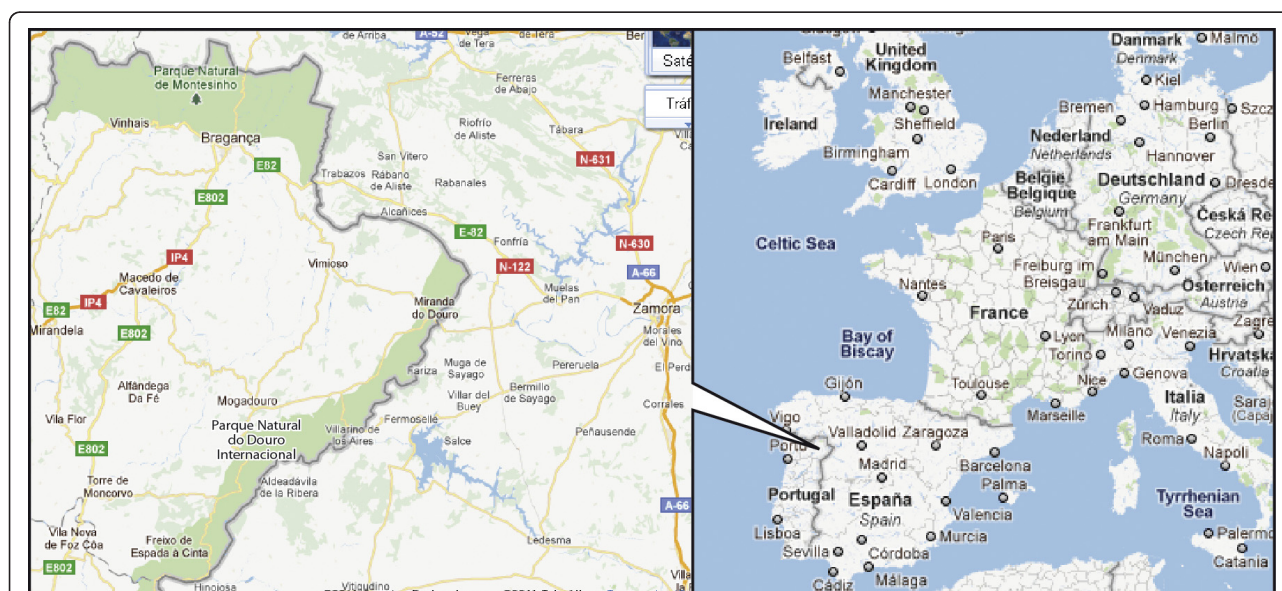 de Arriba
A-52
Vega
de Tera
de Tera
Parque Natural
de Montesinho
Ferreras
de Abajo
Vinhais
Bragança
Riofrío
de Aliste
Tábara
E82
San Vitero
N-631
Trabazos
Rábano
de Aliste
Rabanales
E802
Alcañices
E-82
Fonfría
N-630
IP4
Vimioso
N-122
A-66
Macedo de
Cavaleiros
Muelas
del Pan
Miranda
do Douro
E82
IP4
Zamora
Mirandela
E802
Morales
del Vino
Muga de
Sayago
Pereruela
El Perd
Fariza
Alfândega
Da Fé
Bermillo
de Sayago
Villar del
Buey
Mogadouro
Corrales
Vila Flor
Fermoselle
Parque Natural
do Douro
Internacional
Villarino de
los Aires
Salce
Peñausende
E802
Torre de
Moncorvo
Aldeadávila
de la Ribera
A-66
Vila Nova
de Foz Côa
Freixo de
Espada à Cinta
Ledesma
E802
Hinojosa
Vitigudino
Saté
Tráf
United
Kingdom
Belfast
Danmark
Denmark
Malmö
Kiel
Manchester
Bremen
Hamburg
Szcz
Ireland
Sheffield
Nederland
Netherlands
Berlin
Birmingham
Hannover
Cardiff
London
België
Belgique
Belgium
Deutschland
Germany
Dresde
Frankfurt
am Main
Česká Re
Czech Rep
Celtic Sea
Paris
München
Wien
Freiburg im
Breisgau
Österreich
Austria
Nantes
Zürich
Vaduz
France
Zagre
Bay of
Biscay
Lyon
Milano
Venezia
Torino
Hrvatska
Croatia
Gijón
Toulouse
Nice
Genova
Marseille
Italia
Italy
Saraj
(Capaj
Vigo
Valladolid
Zaragoza
Roma
Porto
Barcelona
Napoli
Madrid
Palma
Portugal
España
Spain
Tyrrhenian
Sea
Valencia
Lisboa
Murcia
Palermo
Sevilla
Córdoba
Catania
Cádiz
Málaga